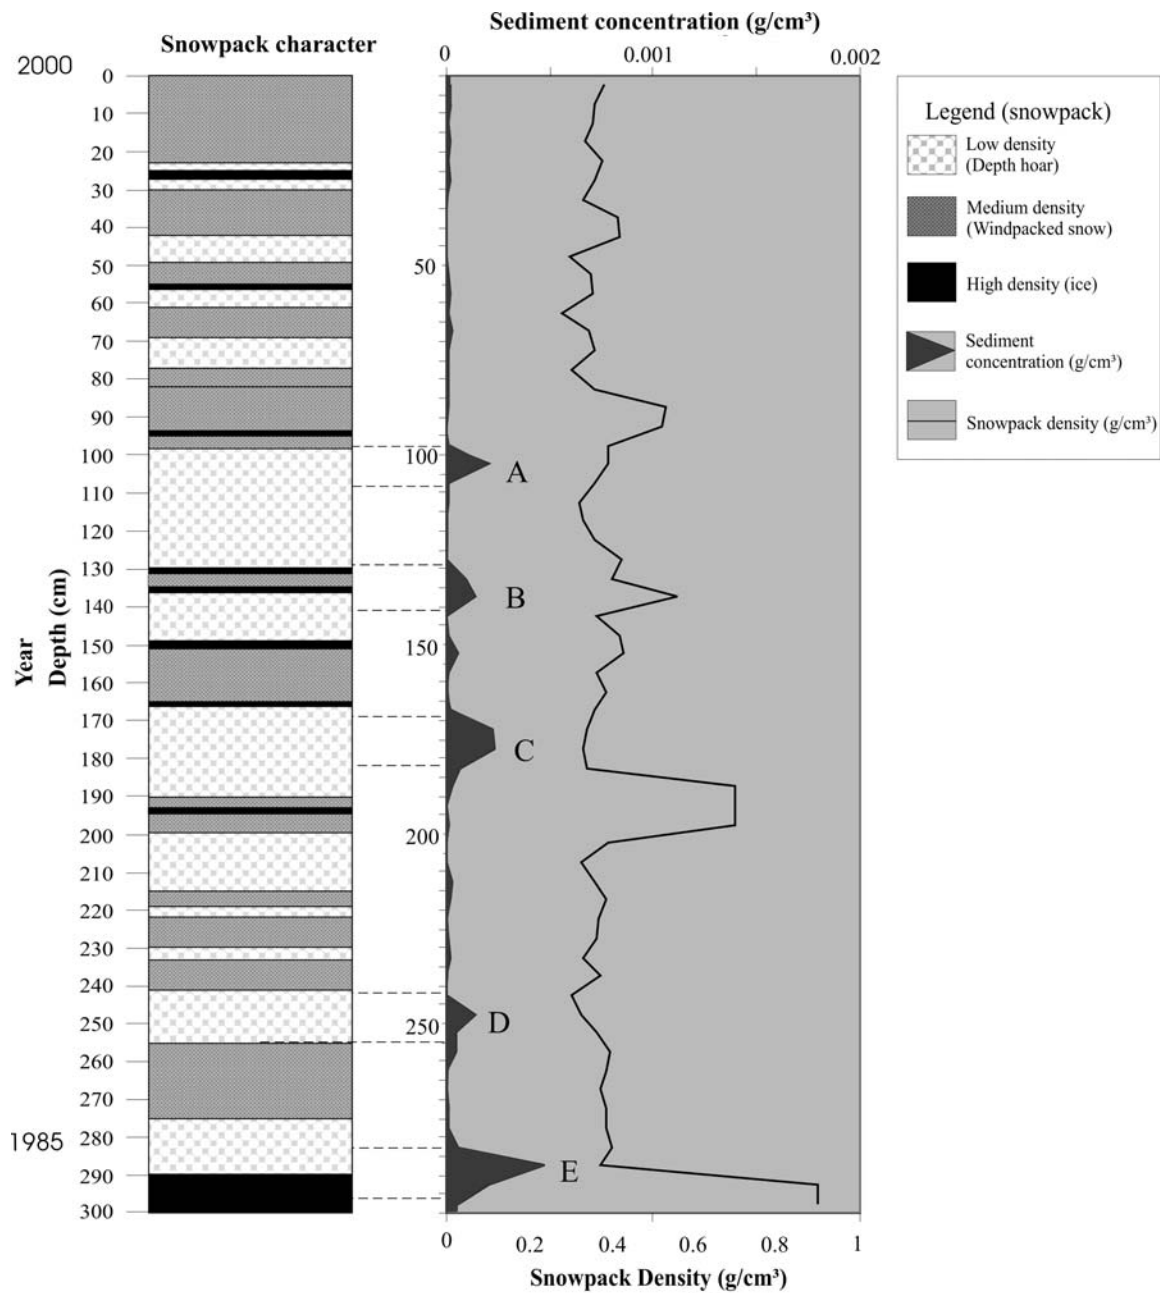 Sediment concentration (g/cm³)
Snowpack character
0
0.001
0.002
2000
0
10
20
30
40
50
60
70
80
90
100
110
120
130
140
150
160
170
180
190
200
210
220
230
240
250
260
270
280
290
300
1985
Year
Depth (cm)
50
100
150
200
250
A
B
C
D
E
0
0.2
0.4
0.6
0.8
1
Snowpack Density (g/cm³)
Legend (snowpack)
Low density
(Depth hoar)
Medium density
(Windpacked snow)
High density (ice)
Sediment
concentration (g/cm³)
Snowpack density (g/cm³)